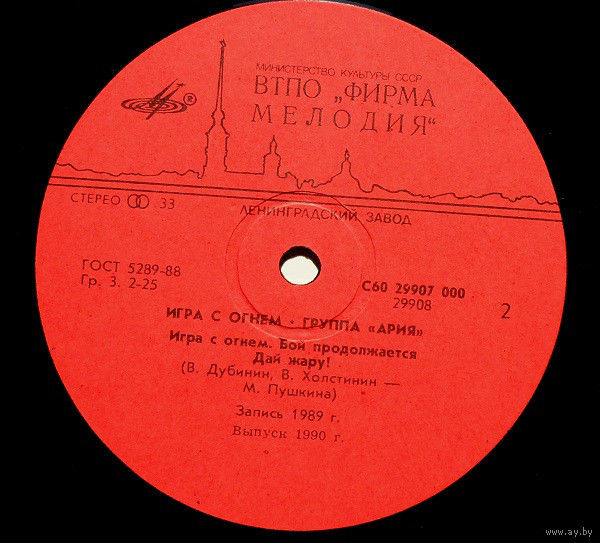 МИНИСТЕРСТВО КУЛЬТУРЫ СССР
ВТПО „ФИРМА
МЕЛОДИЯ“
®
СТЕРЕО 33
ЛЕНИНГРАДСКИЙ ЗАВОД
ГОСТ 5289-88
Гр. 3. 2-25
С60 29907 000
29908
2
ИГРА С ОГНЕМ · ГРУППА «АРИЯ»
Игра с огнем. Бой продолжается
Дай жару!
(В. Дубинин, В. Холстинин —
М. Пушкина)
Запись 1989 г.
Выпуск 1990 г.
www.ay.by